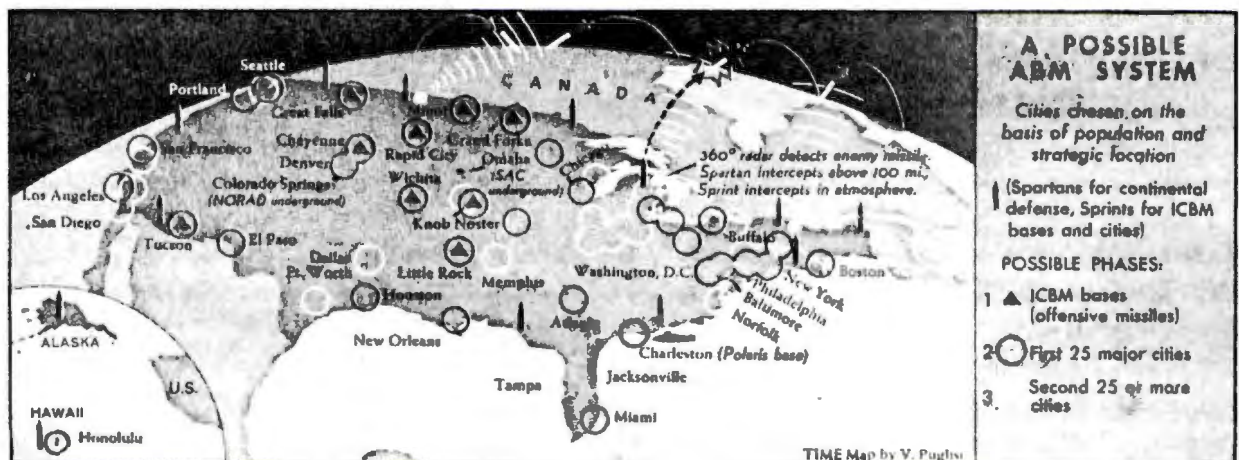 Seattle
Portland
Great Falls
CANADA
Minot
Grand Forks
San Francisco
Cheyenne
Denver
Rapid City
Omaha
(SAC
underground)
Chicago
360° radar detects enemy missile.
Spartan intercepts above 100 mi.,
Sprint intercepts in atmosphere.
Colorado Springs
(NORAD underground)
Wichita
Los Angeles
San Diego
Tucson
El Paso
Knob Noster
Buffalo
Dallas
Ft. Worth
Little Rock
Memphis
Washington, D.C.
Boston
New York
Philadelphia
Baltimore
Norfolk
Houston
New Orleans
Atlanta
Charleston (Polaris base)
Jacksonville
Tampa
Miami
ALASKA
U.S.
HAWAII
Honolulu
TIME Map by V. Puglisi
A POSSIBLE
ABM SYSTEM
Cities chosen on the
basis of population and
strategic location
(Spartans for continental
defense, Sprints for ICBM
bases and cities)
POSSIBLE PHASES:
1 ICBM bases
(offensive missiles)
2 First 25 major cities
3. Second 25 or more
cities